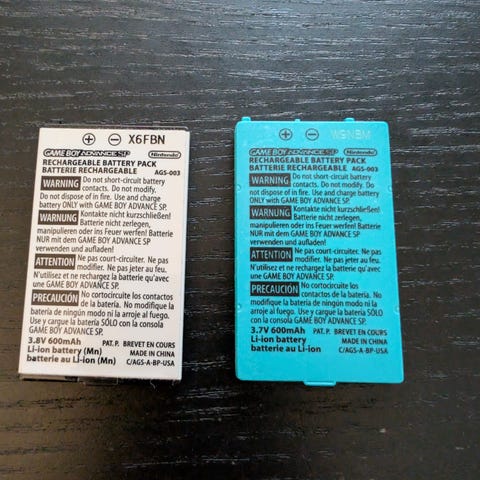 ⊕ ⊖ X6FBN
GAME BOY ADVANCE SP Nintendo
RECHARGEABLE BATTERY PACK
BATTERIE RECHARGEABLE AGS-003
WARNING Do not short-circuit battery
contacts. Do not modify.
Do not dispose of in fire. Use and charge
battery ONLY with GAME BOY ADVANCE SP.
WARNUNG Kontakte nicht kurzschließen!
Batterie nicht zerlegen,
manipulieren oder ins Feuer werfen! Batterie
NUR mit dem GAME BOY ADVANCE SP
verwenden!
ATTENTION Ne pas court-circuiter. Ne pas
modifier. Ne pas jeter au feu.
N'utilisez et ne rechargez la batterie
qu'avec le GAME BOY ADVANCE SP.
PRECAUCIÓN No cortocircuite los contactos
de la batería. No modifique la
batería de ningún modo ni la arroje al fuego.
Use y cargue la batería SÓLO con la consola
GAME BOY ADVANCE SP.
3.8V 600mAh PAT. P. BREVET EN COURS
Li-ion battery (Mn) MADE IN CHINA
batterie au Li-ion (Mn) C/AGS-A-BP-USA
⊕ ⊖ W9NBM
GAME BOY ADVANCE SP Nintendo
RECHARGEABLE BATTERY PACK
BATTERIE RECHARGEABLE AGS-003
WARNING Do not short-circuit battery
contacts. Do not modify.
Do not dispose of in fire. Use and charge
battery ONLY with GAME BOY ADVANCE SP.
WARNUNG Kontakte nicht kurzschließen!
Batterie nicht zerlegen,
manipulieren oder ins Feuer werfen! Batterie
NUR mit dem GAME BOY ADVANCE SP
verwenden!
ATTENTION Ne pas court-circuiter. Ne pas
modifier. Ne pas jeter au feu.
N'utilisez et ne rechargez la batterie
qu'avec le GAME BOY ADVANCE SP.
PRECAUCIÓN No cortocircuite los contactos
de la batería. No modifique la
batería de ningún modo ni la arroje al fuego.
Use y cargue la batería SÓLO con la consola
GAME BOY ADVANCE SP.
3.7V 600mAh PAT. P. BREVET EN COURS
Li-ion battery MADE IN CHINA
batterie au Li-ion C/AGS-A-BP-USA